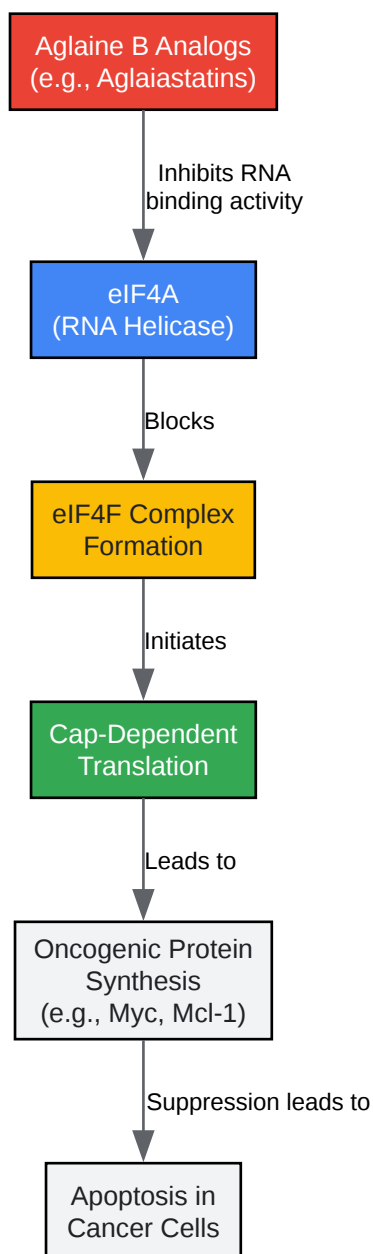 Aglaine B Analogs
(e.g., Aglaiastatins)
Inhibits RNA
binding activity
eIF4A
(RNA Helicase)
Blocks
eIF4F Complex
Formation
Initiates
Cap-Dependent
Translation
Leads to
Oncogenic Protein
Synthesis
(e.g., Myc, Mcl-1)
Suppression leads to
Apoptosis in
Cancer Cells